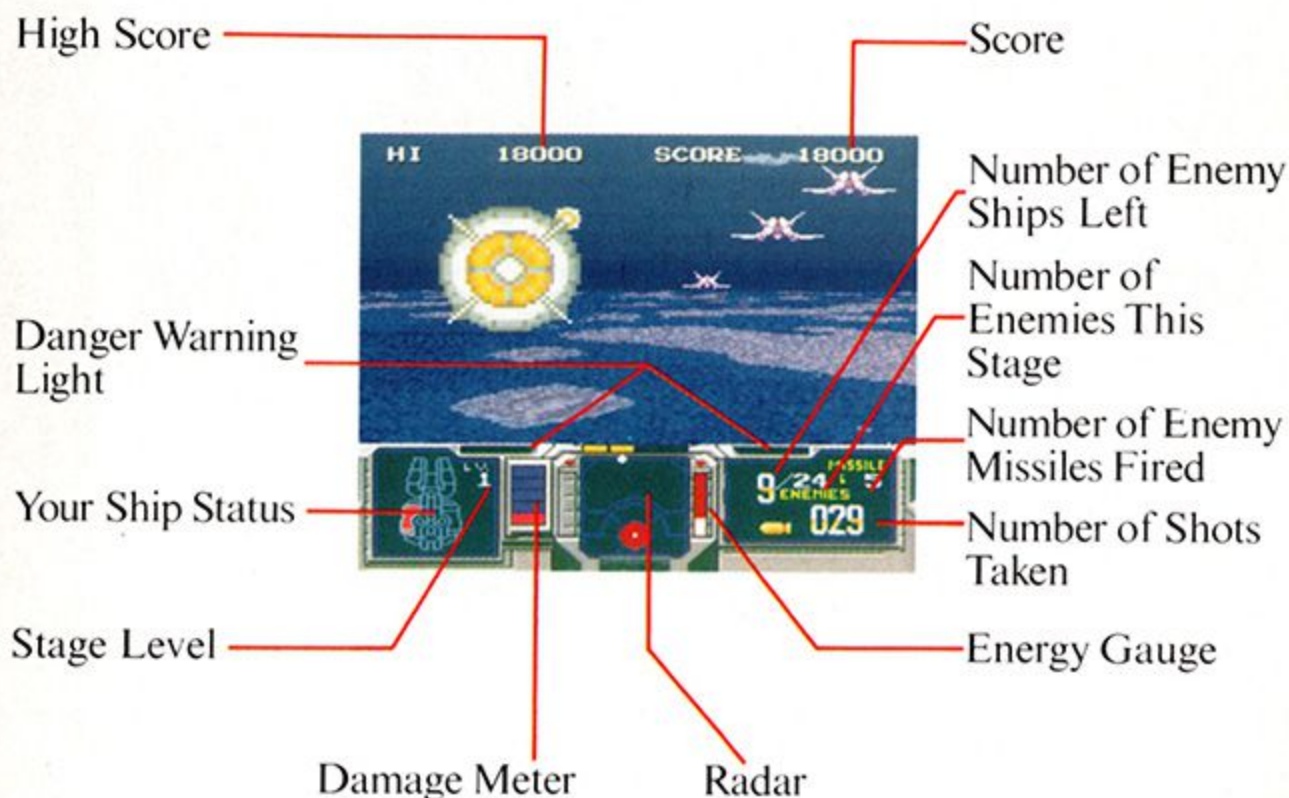 High Score
Score
HI 18000 SCORE 18000
Number of Enemy
Ships Left
Number of
Enemies This
Stage
Danger Warning
Light
Number of Enemy
Missiles Fired
Your Ship Status
LV
1
MISSILE
9/24 5
ENEMIES
029
Number of Shots
Taken
Stage Level
Energy Gauge
Damage Meter
Radar